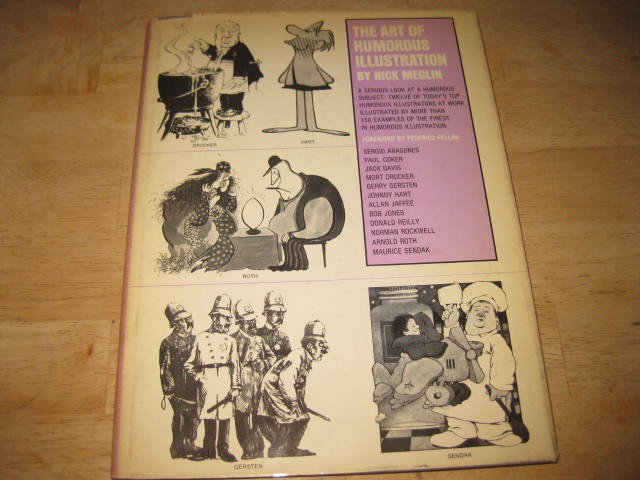 THE ART OF
HUMOROUS
ILLUSTRATION
BY NICK MEGLIN
A SERIOUS LOOK AT A HUMOROUS
SUBJECT: TWELVE OF TODAY'S TOP
HUMOROUS ILLUSTRATORS AT WORK
ILLUSTRATED BY MORE THAN
150 EXAMPLES OF THE FINEST
IN HUMOROUS ILLUSTRATION.
FOREWORD BY FEDERICO FELLINI
SERGIO ARAGONES
PAUL COKER
JACK DAVIS
MORT DRUCKER
GERRY GERSTEN
JOHNNY HART
ALLAN JAFFEE
BOB JONES
DONALD REILLY
NORMAN ROCKWELL
ARNOLD ROTH
MAURICE SENDAK
DRUCKER
HART
ROTH
GERSTEN
SENDAK